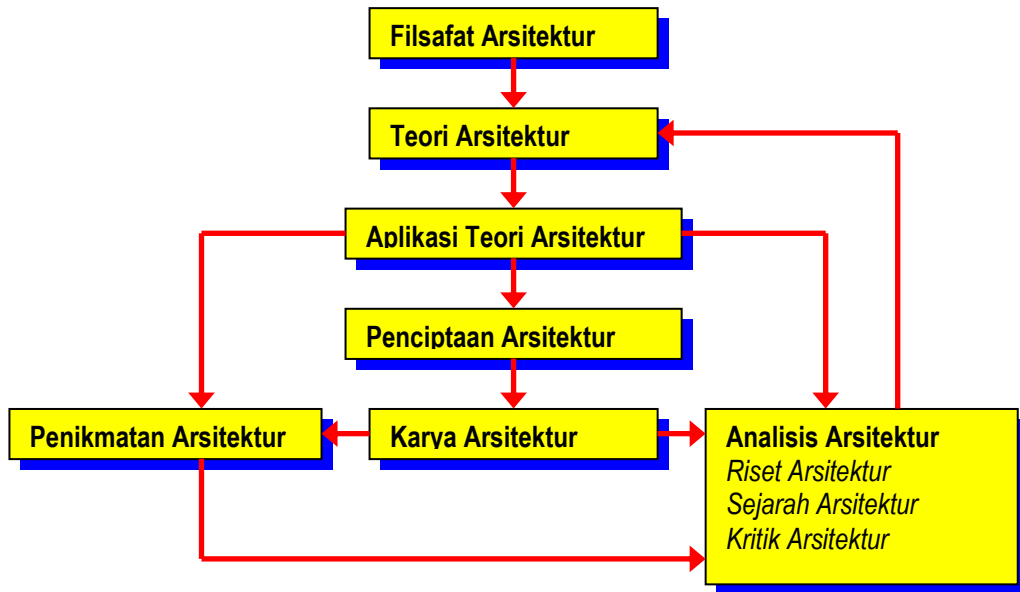 Filsafat Arsitektur
Teori Arsitektur
Aplikasi Teori Arsitektur
Penciptaan Arsitektur
Penikmatan Arsitektur
Karya Arsitektur
Analisis Arsitektur
Riset Arsitektur
Sejarah Arsitektur
Kritik Arsitektur